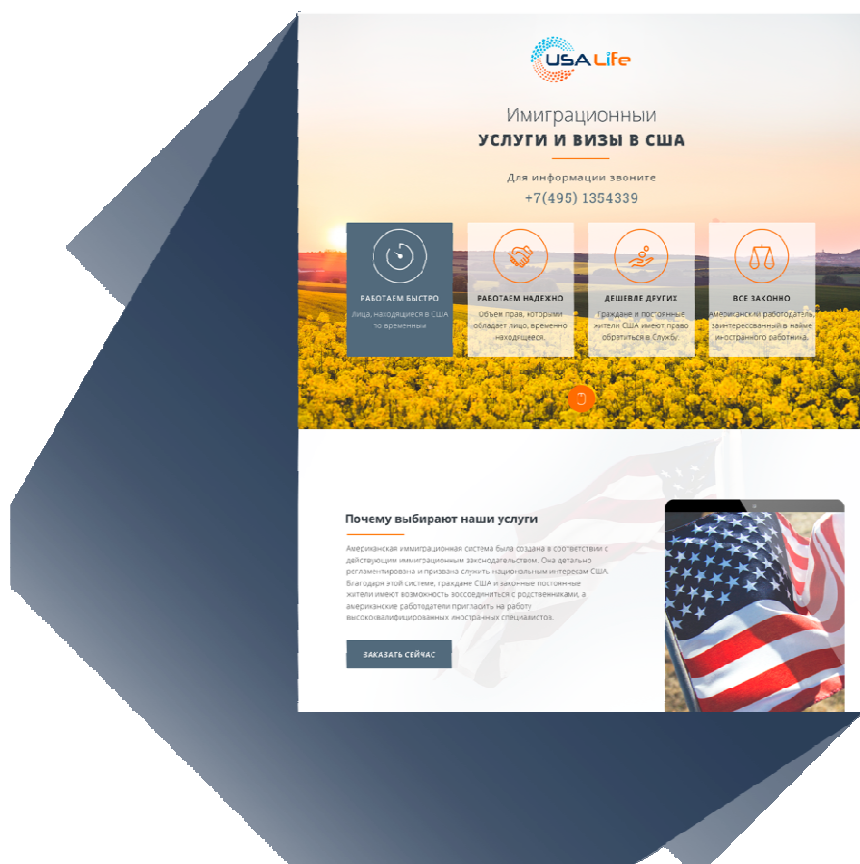 USA Life
Имиграционныи
УСЛУГИ И ВИЗЫ В США
Для информации звоните
+7(495) 1354339
РАБОТАЕМ БЫСТРО
Лица, находящиеся в США
по временным
РАБОТАЕМ НАДЕЖНО
Объем прав, которыми
обладает лицо, временно
находящееся,
ДЕШЕВЛЕ ДРУГИХ
Граждане и постоянные
жители США имеют право
обратиться в Службу.
ВСЕ ЗАКОННО
Американский работодатель,
заинтересованный в найме
иностранного работника,
Почему выбирают наши услуги
Американская иммиграционная система была создана в соответствии с
действующим иммиграционным законодательством. Она детально
регламентирована и призвана служить национальным интересам США.
Благодаря этой системе, граждане США и законные постоянные
жители имеют возможность воссоединиться с родственниками, а
американские работодатели пригласить на работу
высококвалифицированных иностранных специалистов.
ЗАКАЗАТЬ СЕЙЧАС